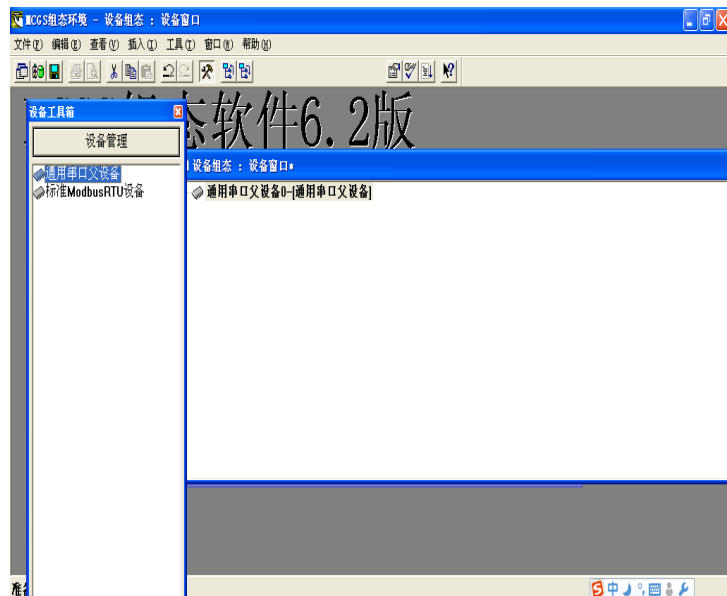 MCGS组态环境 - 设备组态 : 设备窗口
文件(F) 编辑(E) 查看(V) 插入(I) 工具(T) 窗口(W) 帮助(H)
态软件6.2版
设备工具箱
设备管理
通用串口父设备
标准ModbusRTU设备
设备组态 : 设备窗口*
通用串口父设备0-[通用串口父设备]
中